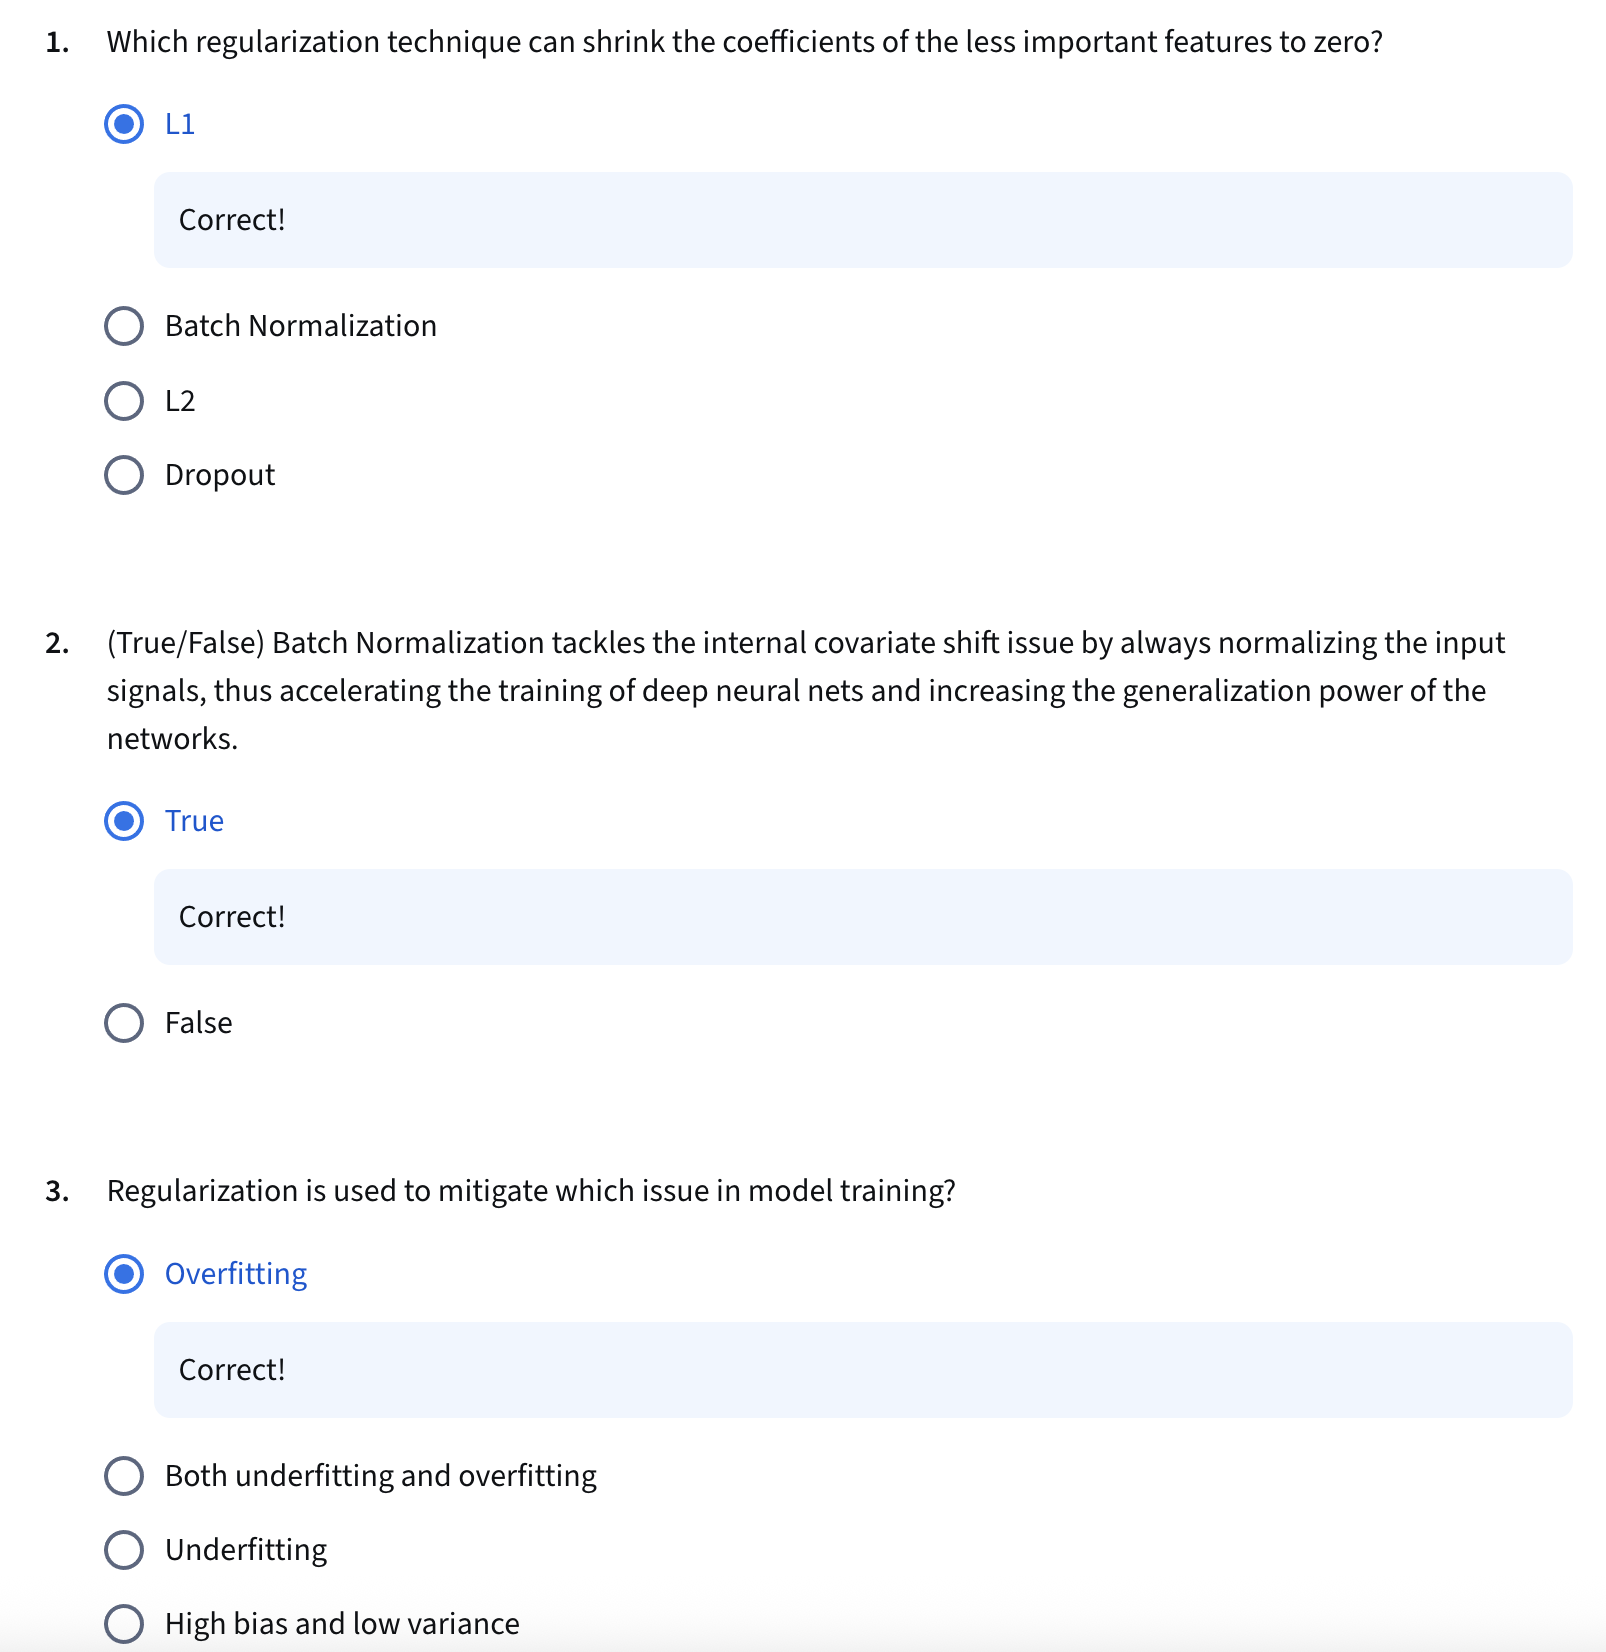 1. Which regularization technique can shrink the coefficients of the less important features to zero?
L1
Correct!
Batch Normalization
L2
Dropout
2. (True/False) Batch Normalization tackles the internal covariate shift issue by always normalizing the input
signals, thus accelerating the training of deep neural nets and increasing the generalization power of the
networks.
True
Correct!
False
3. Regularization is used to mitigate which issue in model training?
Overfitting
Correct!
Both underfitting and overfitting
Underfitting
High bias and low variance